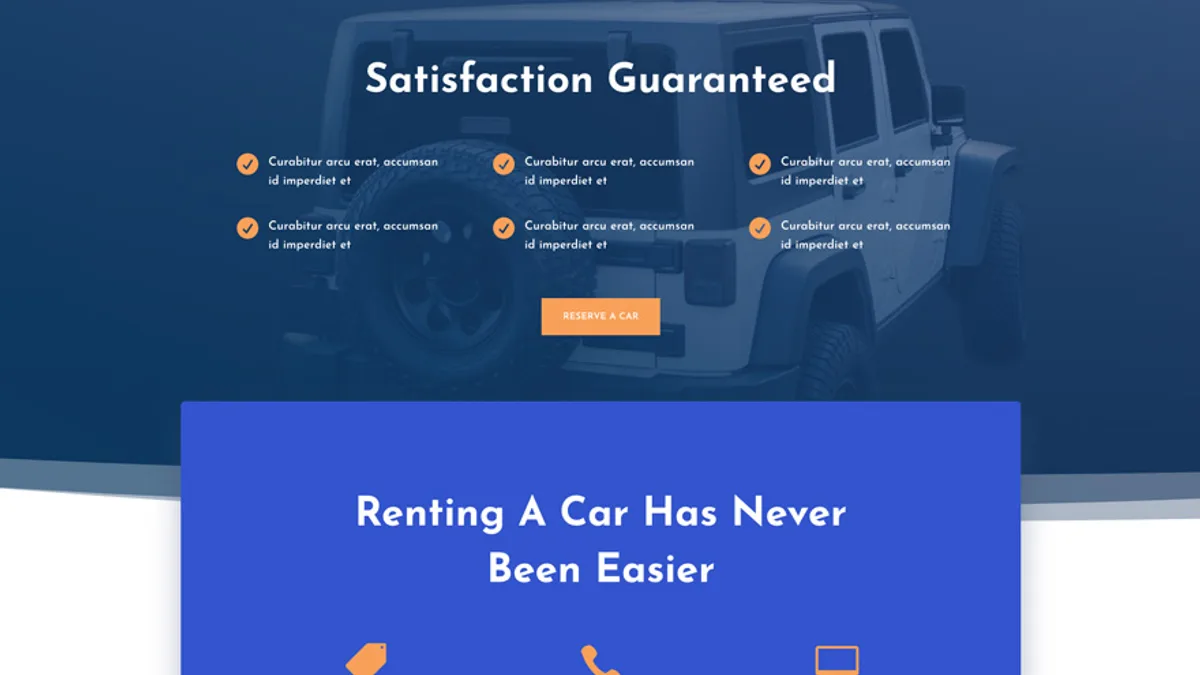 Satisfaction Guaranteed
Curabitur arcu erat, accumsan
id imperdiet et
Curabitur arcu erat, accumsan
id imperdiet et
Curabitur arcu erat, accumsan
id imperdiet et
Curabitur arcu erat, accumsan
id imperdiet et
Curabitur arcu erat, accumsan
id imperdiet et
Curabitur arcu erat, accumsan
id imperdiet et
RESERVE A CAR
Renting A Car Has Never
Been Easier